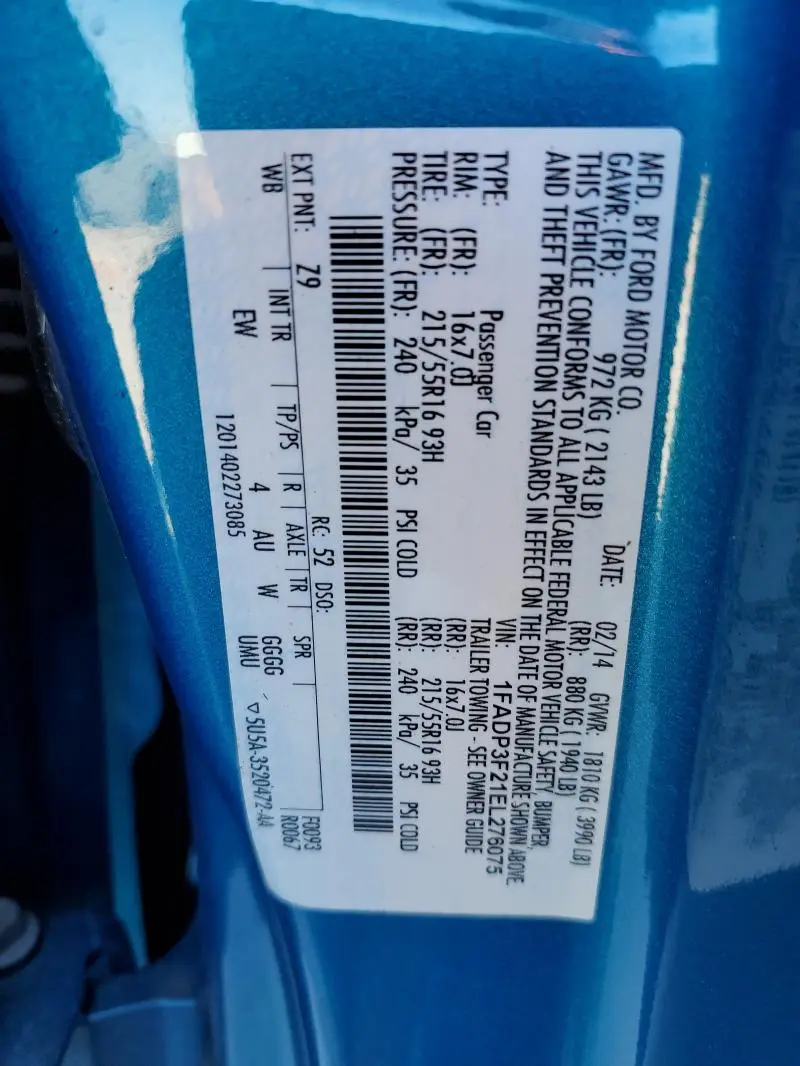 MFD. BY FORD MOTOR CO.
DATE: 02/14 GVWR: 1810 KG ( 3990 LB)
GAWR: (FR): 972 KG ( 2143 LB) (RR): 880 KG ( 1940 LB)
THIS VEHICLE CONFORMS TO ALL APPLICABLE FEDERAL MOTOR VEHICLE SAFETY, BUMPER,
AND THEFT PREVENTION STANDARDS IN EFFECT ON THE DATE OF MANUFACTURE SHOWN ABOVE
VIN: 1FADP3F21EL276075
TYPE: Passenger Car TRAILER TOWING - SEE OWNER GUIDE
RIM: (FR): 16x7.0J (RR): 16x7.0J
TIRE: (FR): 215/55R16 93H (RR): 215/55R16 93H
PRESSURE: (FR): 240 kPa/ 35 PSI COLD (RR): 240 kPa/ 35 PSI COLD
EXT PNT: Z9 RC: 52 DSO: F0093
WB | INT TR | TP/PS | R | AXLE | TR | SPR R0067
EW 4 AU W GGGG
UMU
1201402273085 ▽5U5A-3520472-AA